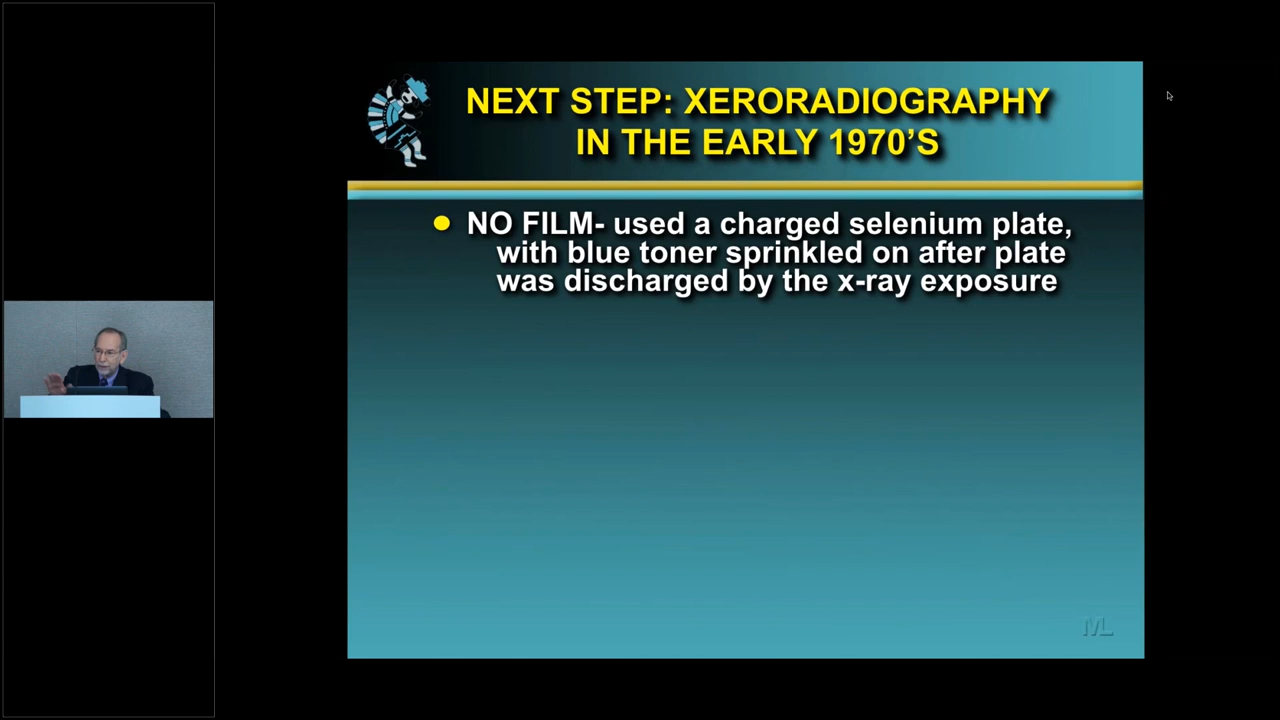 NEXT STEP: XERORADIOGRAPHY
IN THE EARLY 1970'S
NO FILM- used a charged selenium plate,
with blue toner sprinkled on after plate
was discharged by the x-ray exposure
ML